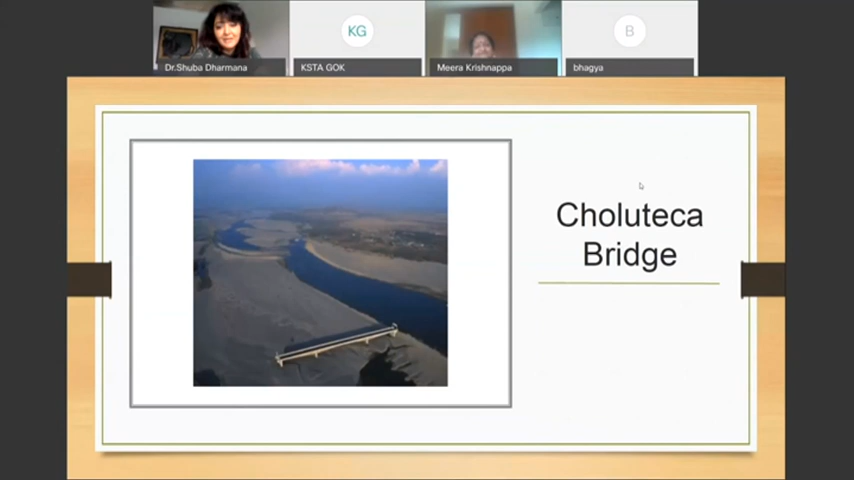 KG
B
Dr.Shuba Dharmana
KSTA GOK
Meera Krishnappa
bhagya
Choluteca
Bridge